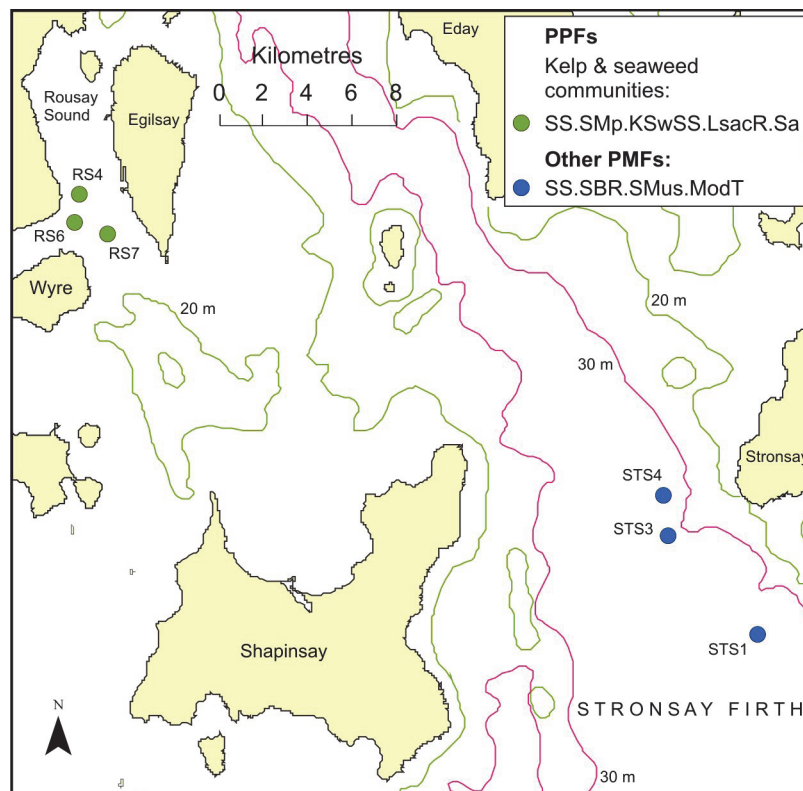 Eday
PPFs
Kelp & seaweed
communities:
SS.SMp.KSwSS.LsacR.Sa
Other PMFs:
SS.SBR.SMus.ModT
Kilometres
0 2 4 6 8
Rousay
Sound
Egilsay
RS4
RS6
RS7
Wyre
20 m
20 m
30 m
Stronsay
STS4
STS3
STS1
Shapinsay
STRONSAY FIRTH
N
30 m